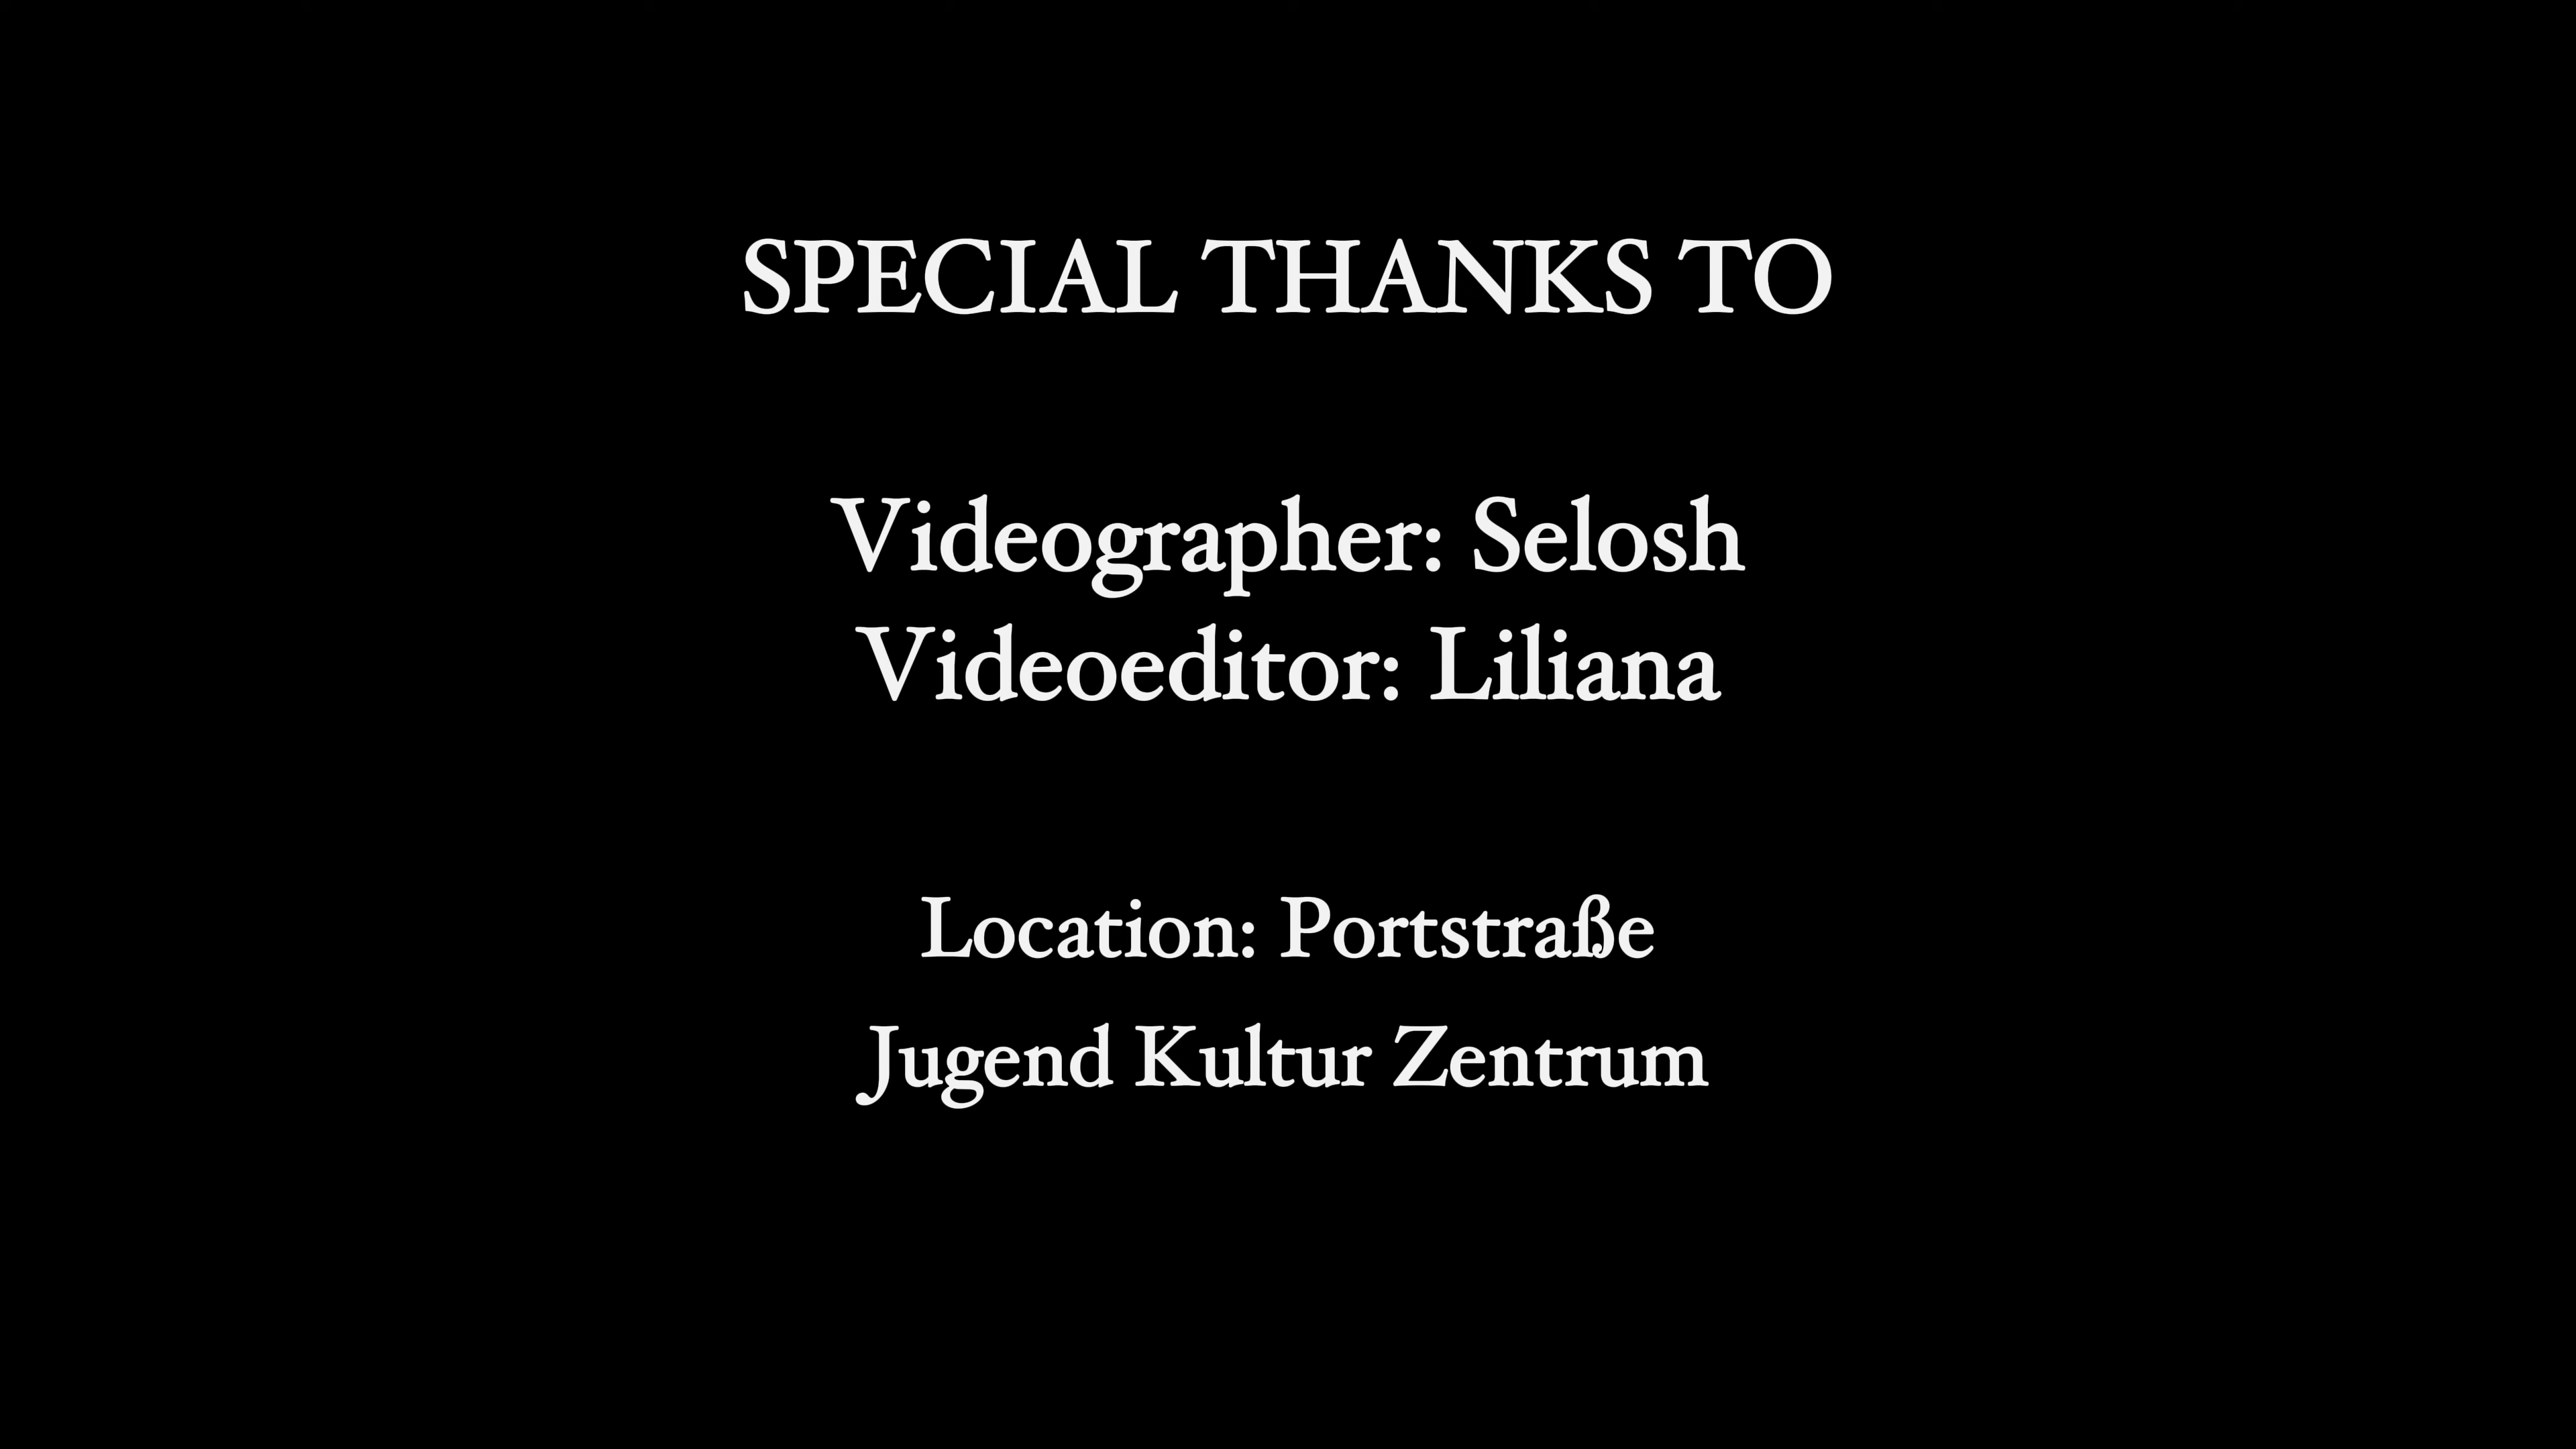 SPECIAL THANKS TO
Videographer: Selosh
Videoeditor: Liliana
Location: Portstraße
Jugend Kultur Zentrum